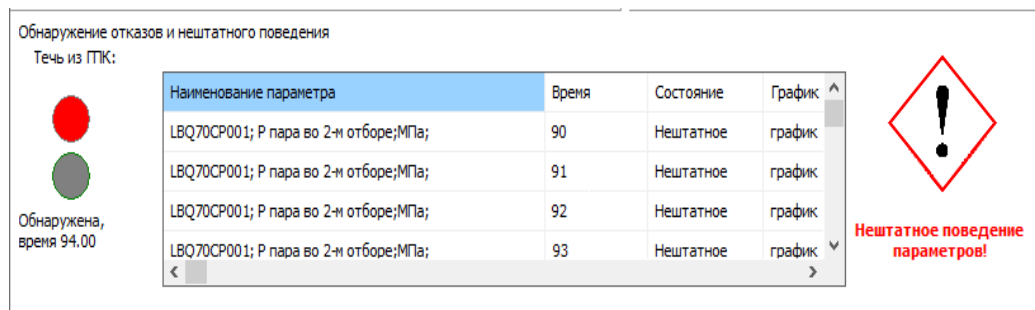 Обнаружение отказов и нештатного поведения
Течь из ГПК:
Наименование параметра Время Состояние График
LBQ70CP001; P пара во 2-м отборе;МПа; 90 Нештатное график
LBQ70CP001; P пара во 2-м отборе;МПа; 91 Нештатное график
LBQ70CP001; P пара во 2-м отборе;МПа; 92 Нештатное график
LBQ70CP001; P пара во 2-м отборе;МПа; 93 Нештатное график
Обнаружена,
время 94.00
!
Нештатное поведение
параметров!